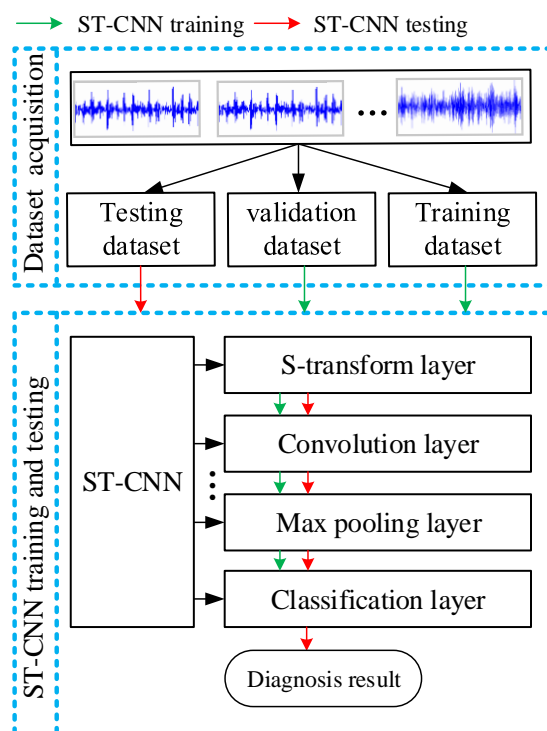 ST-CNN training ST-CNN testing
Dataset acquisition
...
Testing dataset
validation dataset
Training dataset
ST-CNN training and testing
ST-CNN
S-transform layer
Convolution layer
Max pooling layer
Classification layer
Diagnosis result